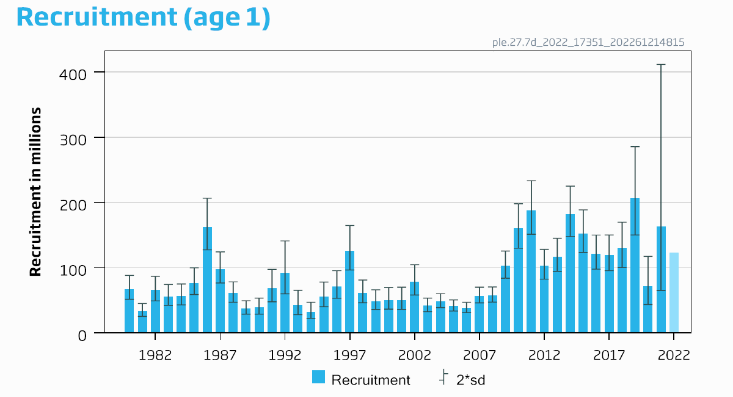 Recruitment (age 1)
ple.27.7d_2022_17351_202261214815
Recruitment in millions
400
300
200
100
0
1982 1987 1992 1997 2002 2007 2012 2017 2022
Recruitment 2*sd